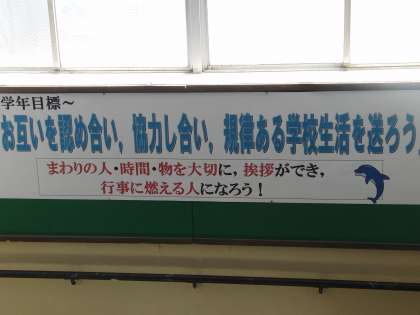 学年目標～
お互いを認め合い，協力し合い，規律ある学校生活を送ろう
まわりの人・時間・物を大切に，挨拶ができ，
行事に燃える人になろう！